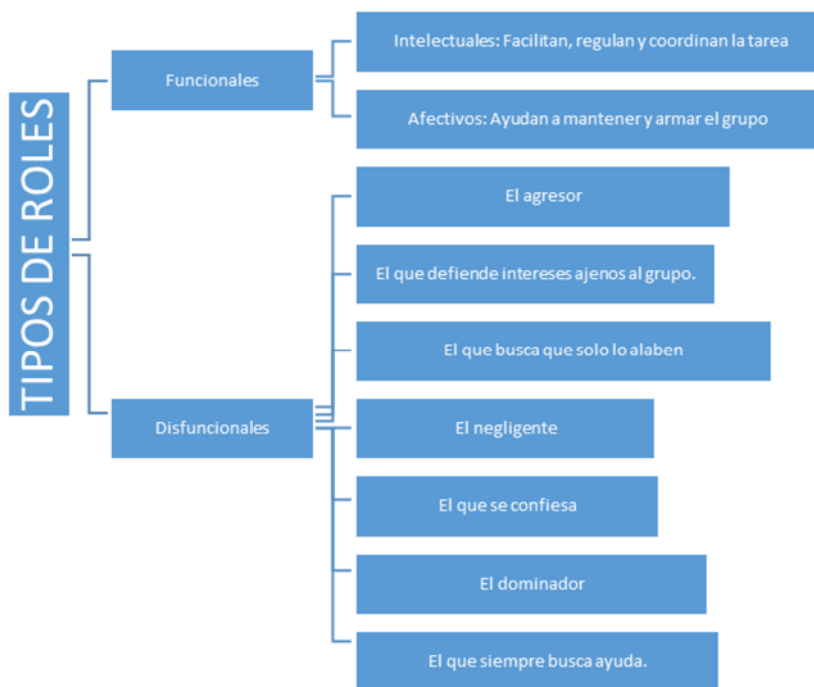 TIPOS DE ROLES
Funcionales
Intelectuales: Facilitan, regulan y coordinan la tarea
Afectivos: Ayudan a mantener y armar el grupo
Disfuncionales
El agresor
El que defiende intereses ajenos al grupo.
El que busca que solo lo alaben
El negligente
El que se confiesa
El dominador
El que siempre busca ayuda.